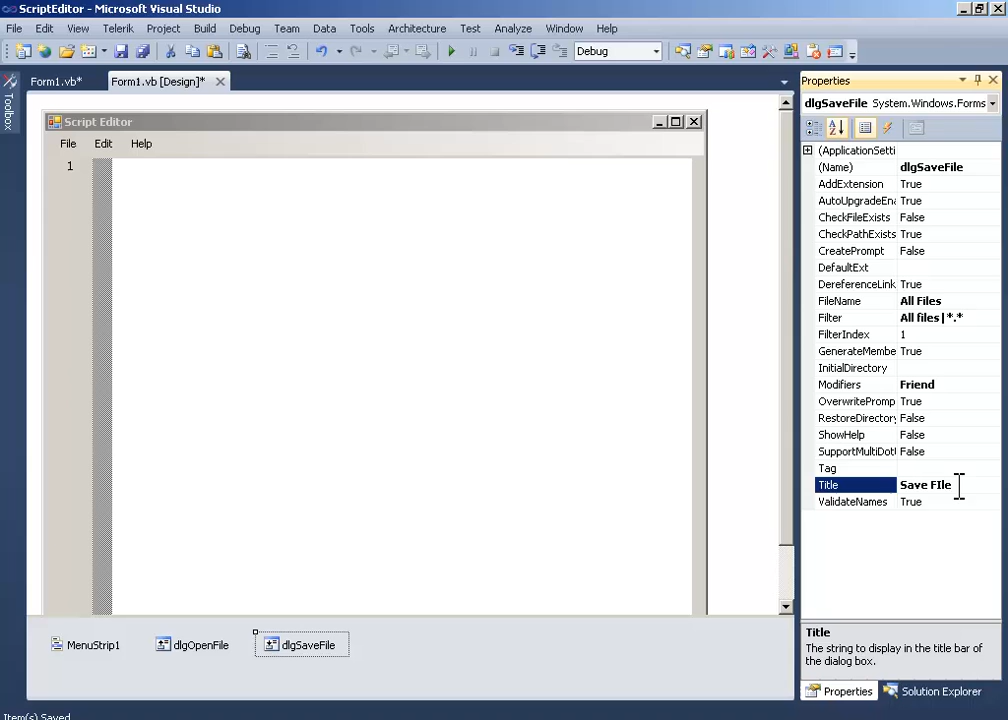 ScriptEditor - Microsoft Visual Studio
File Edit View Telerik Project Build Debug Team Data Tools Architecture Test Analyze Window Help
Debug
Form1.vb* Form1.vb [Design]*
Toolbox
Script Editor
File Edit Help
1
MenuStrip1 dlgOpenFile dlgSaveFile
Item(s) Saved
Properties
dlgSaveFile System.Windows.Forms
(ApplicationSetti
(Name) dlgSaveFile
AddExtension True
AutoUpgradeEna True
CheckFileExists False
CheckPathExists True
CreatePrompt False
DefaultExt
DereferenceLink True
FileName All Files
Filter All files|*.*
FilterIndex 1
GenerateMembe True
InitialDirectory
Modifiers Friend
OverwritePromp True
RestoreDirectory False
ShowHelp False
SupportMultiDot False
Tag
Title Save FIle
ValidateNames True
Title
The string to display in the title bar of
the dialog box.
Properties Solution Explorer